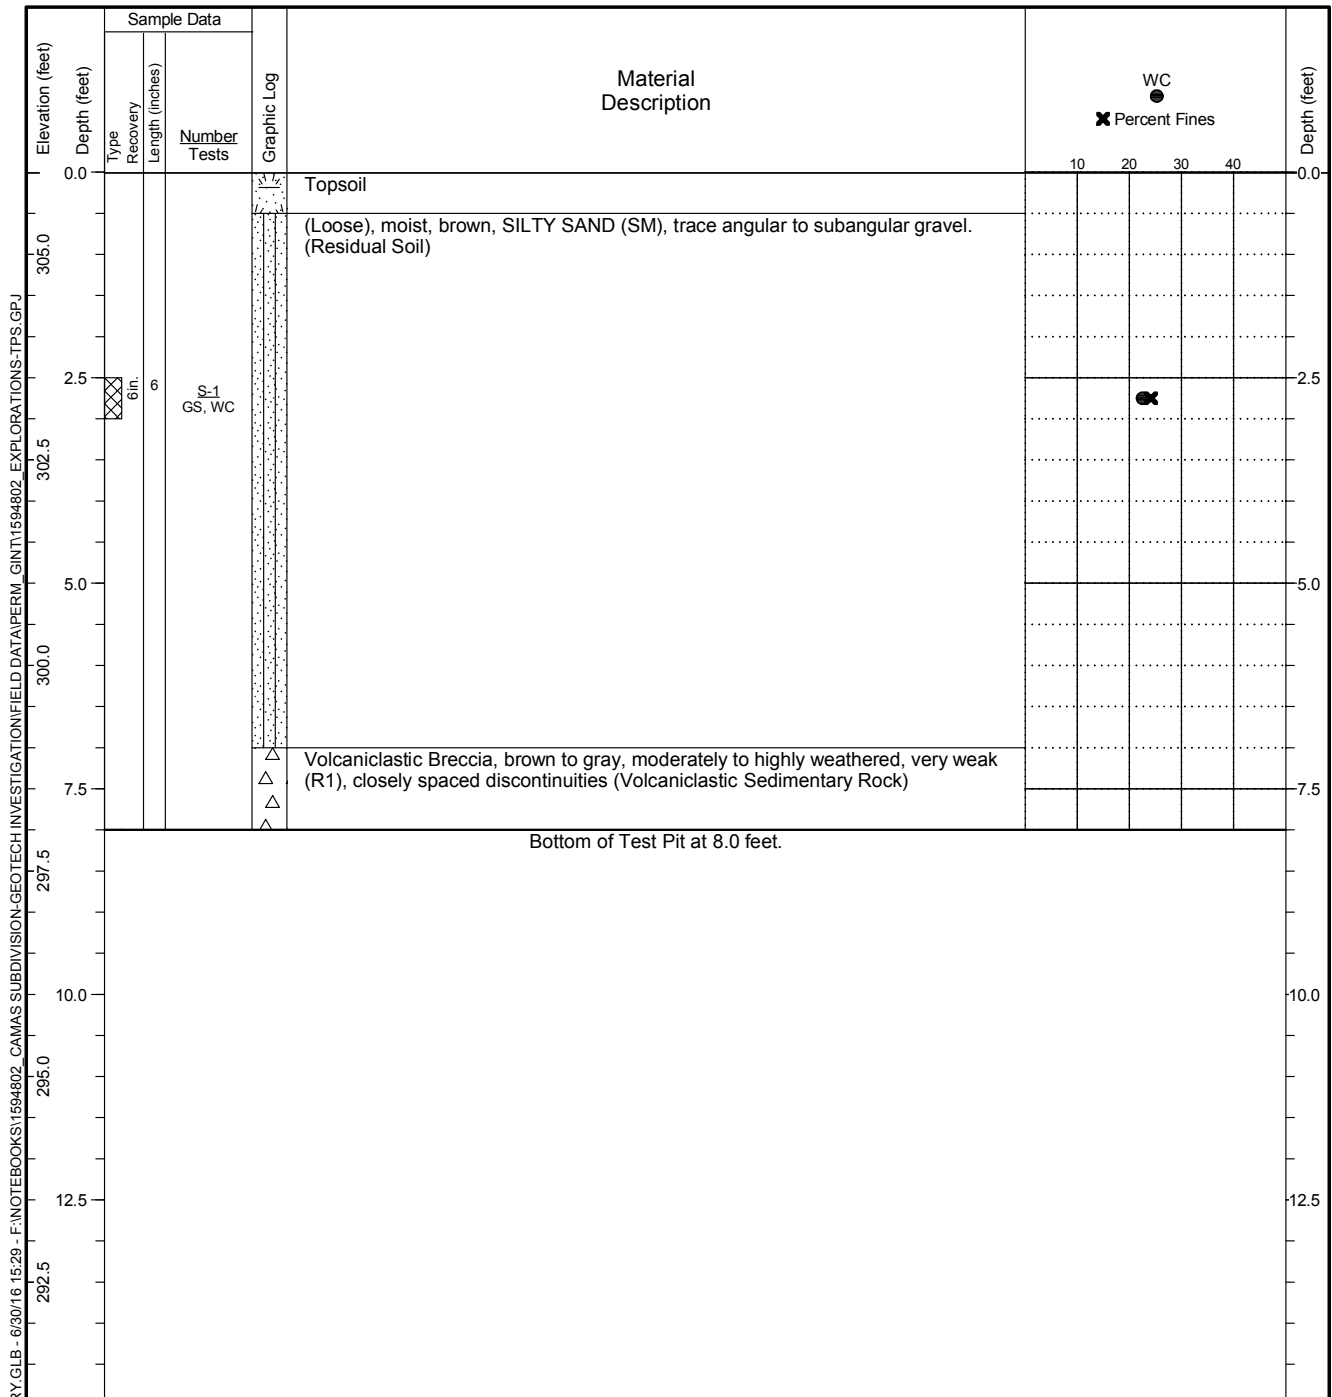 Sample Data
Elevation (feet)
Depth (feet)
Type
Recovery
Length (inches)
Number
Tests
Graphic Log
Material
Description
WC
Percent Fines
Depth (feet)
10 20 30 40
0.0 0.0
Topsoil
(Loose), moist, brown, SILTY SAND (SM), trace angular to subangular gravel.
(Residual Soil)
305.0
2.5 6in. 6 S-1 2.5
GS, WC
302.5
5.0 5.0
300.0
Volcaniclastic Breccia, brown to gray, moderately to highly weathered, very weak
(R1), closely spaced discontinuities (Volcaniclastic Sedimentary Rock)
7.5 7.5
Bottom of Test Pit at 8.0 feet.
297.5
10.0 10.0
295.0
12.5 12.5
292.5
RY.GLB - 6/30/16 15:29 - F:\NOTEBOOKS\1594802_CAMAS SUBDIVISION-GEOTECH INVESTIGATION\FIELD DATA\PERM_GINT\1594802_EXPLORATIONS-TPS.GPJ